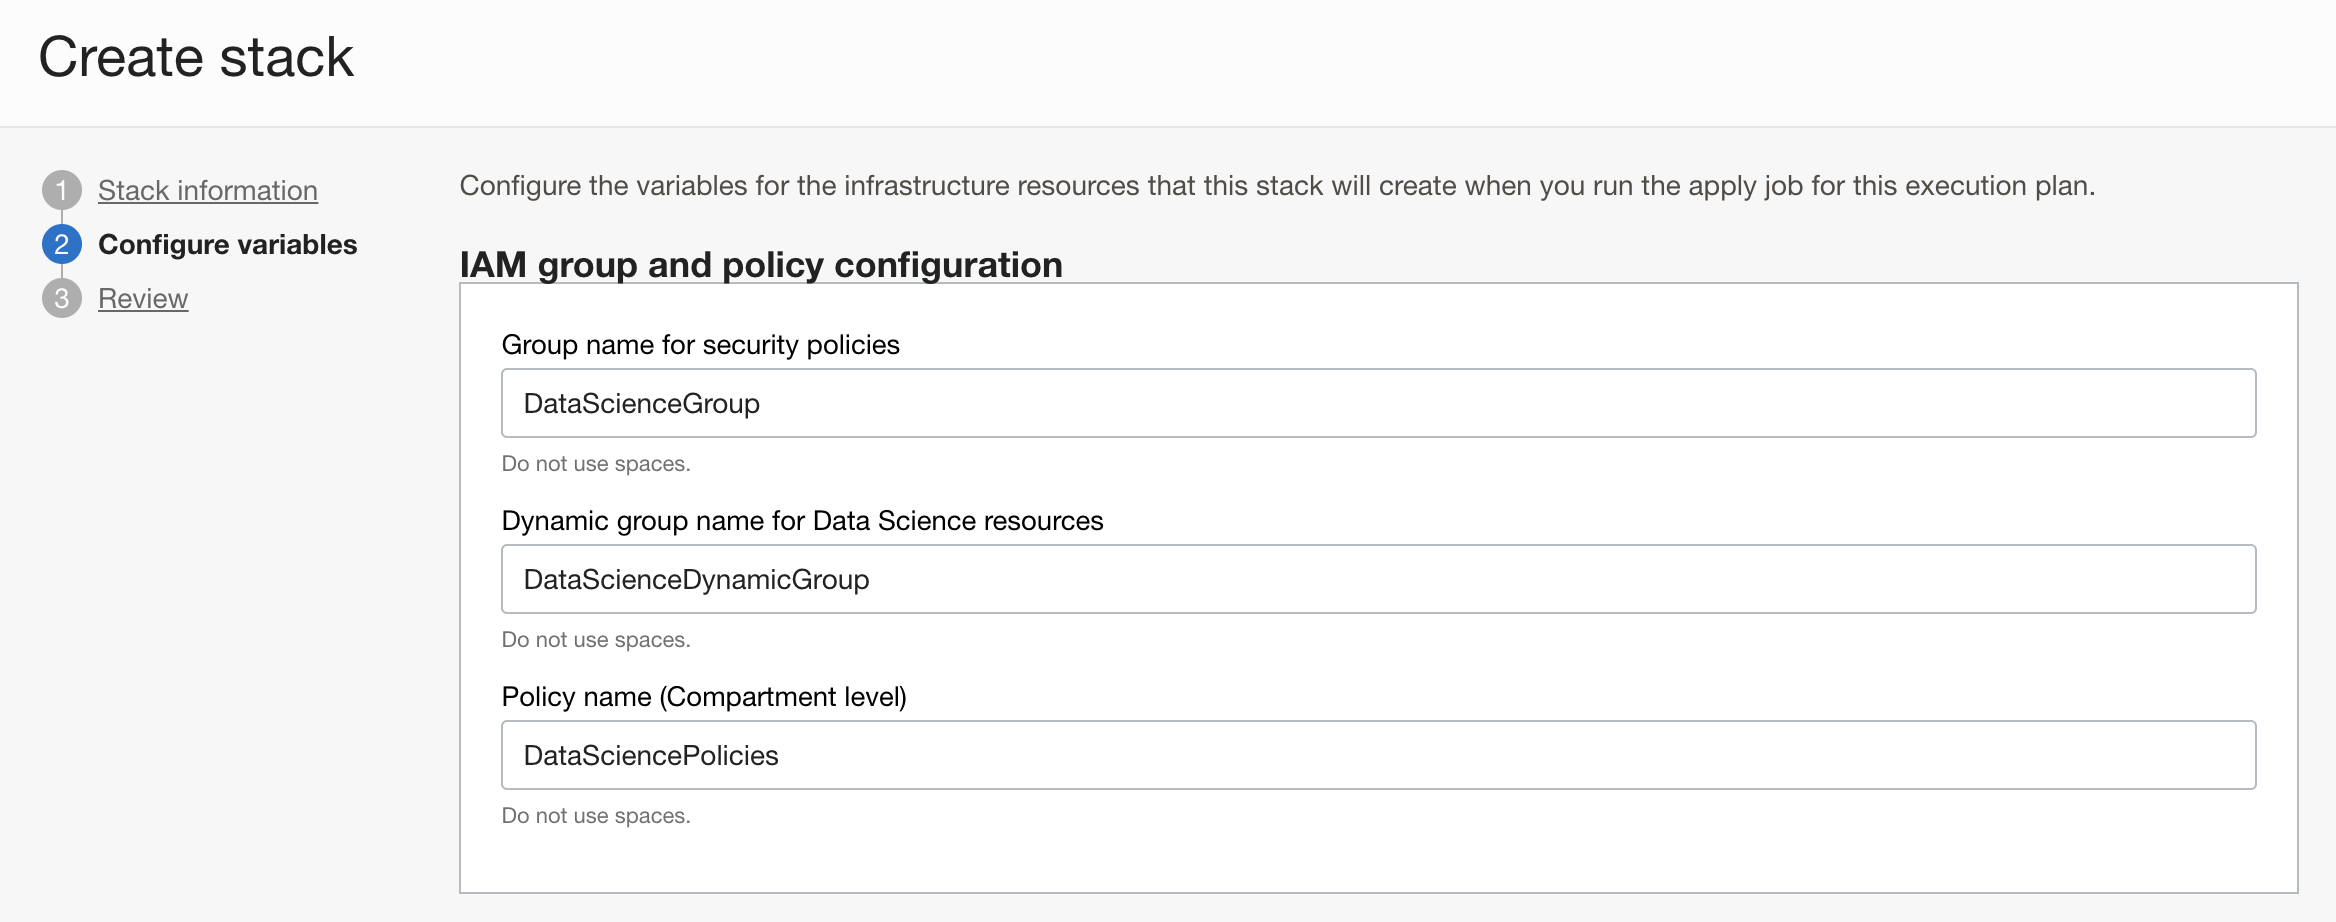 Create stack
1 Stack information
2 Configure variables
3 Review
Configure the variables for the infrastructure resources that this stack will create when you run the apply job for this execution plan.
IAM group and policy configuration
Group name for security policies
DataScienceGroup
Do not use spaces.
Dynamic group name for Data Science resources
DataScienceDynamicGroup
Do not use spaces.
Policy name (Compartment level)
DataSciencePolicies
Do not use spaces.